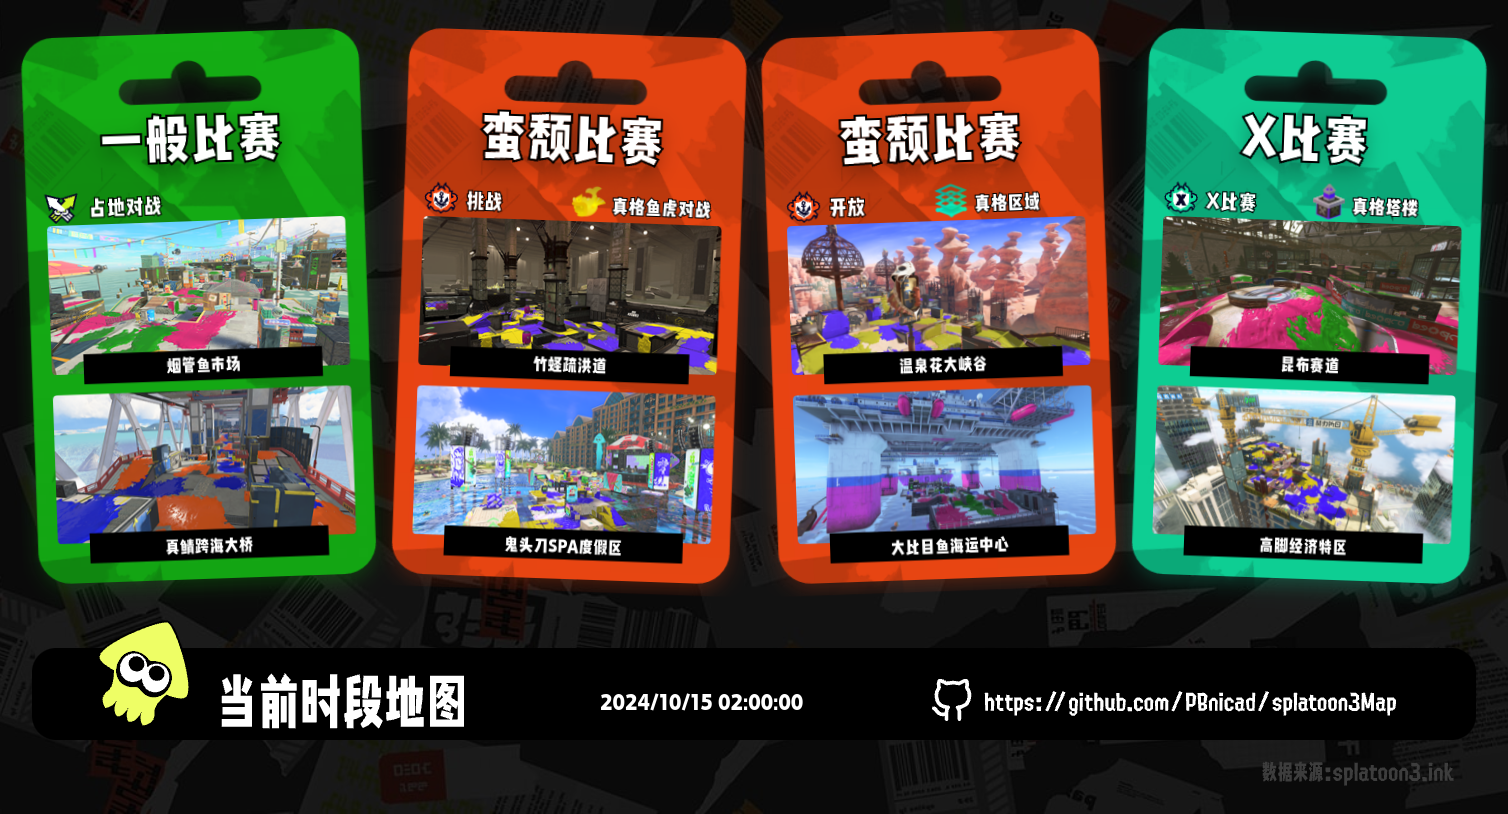 一般比赛
占地对战
烟管鱼市场
真鲭跨海大桥
蛮颓比赛
挑战
真格鱼虎对战
竹蛏疏洪道
鬼头刀SPA度假区
蛮颓比赛
开放
真格区域
温泉花大峡谷
大比目鱼海运中心
X比赛
X比赛
真格塔楼
昆布赛道
高脚经济特区
当前时段地图
2024/10/15 02:00:00
https://github.com/PBnicad/splatoon3Map
数据来源:splatoon3.ink